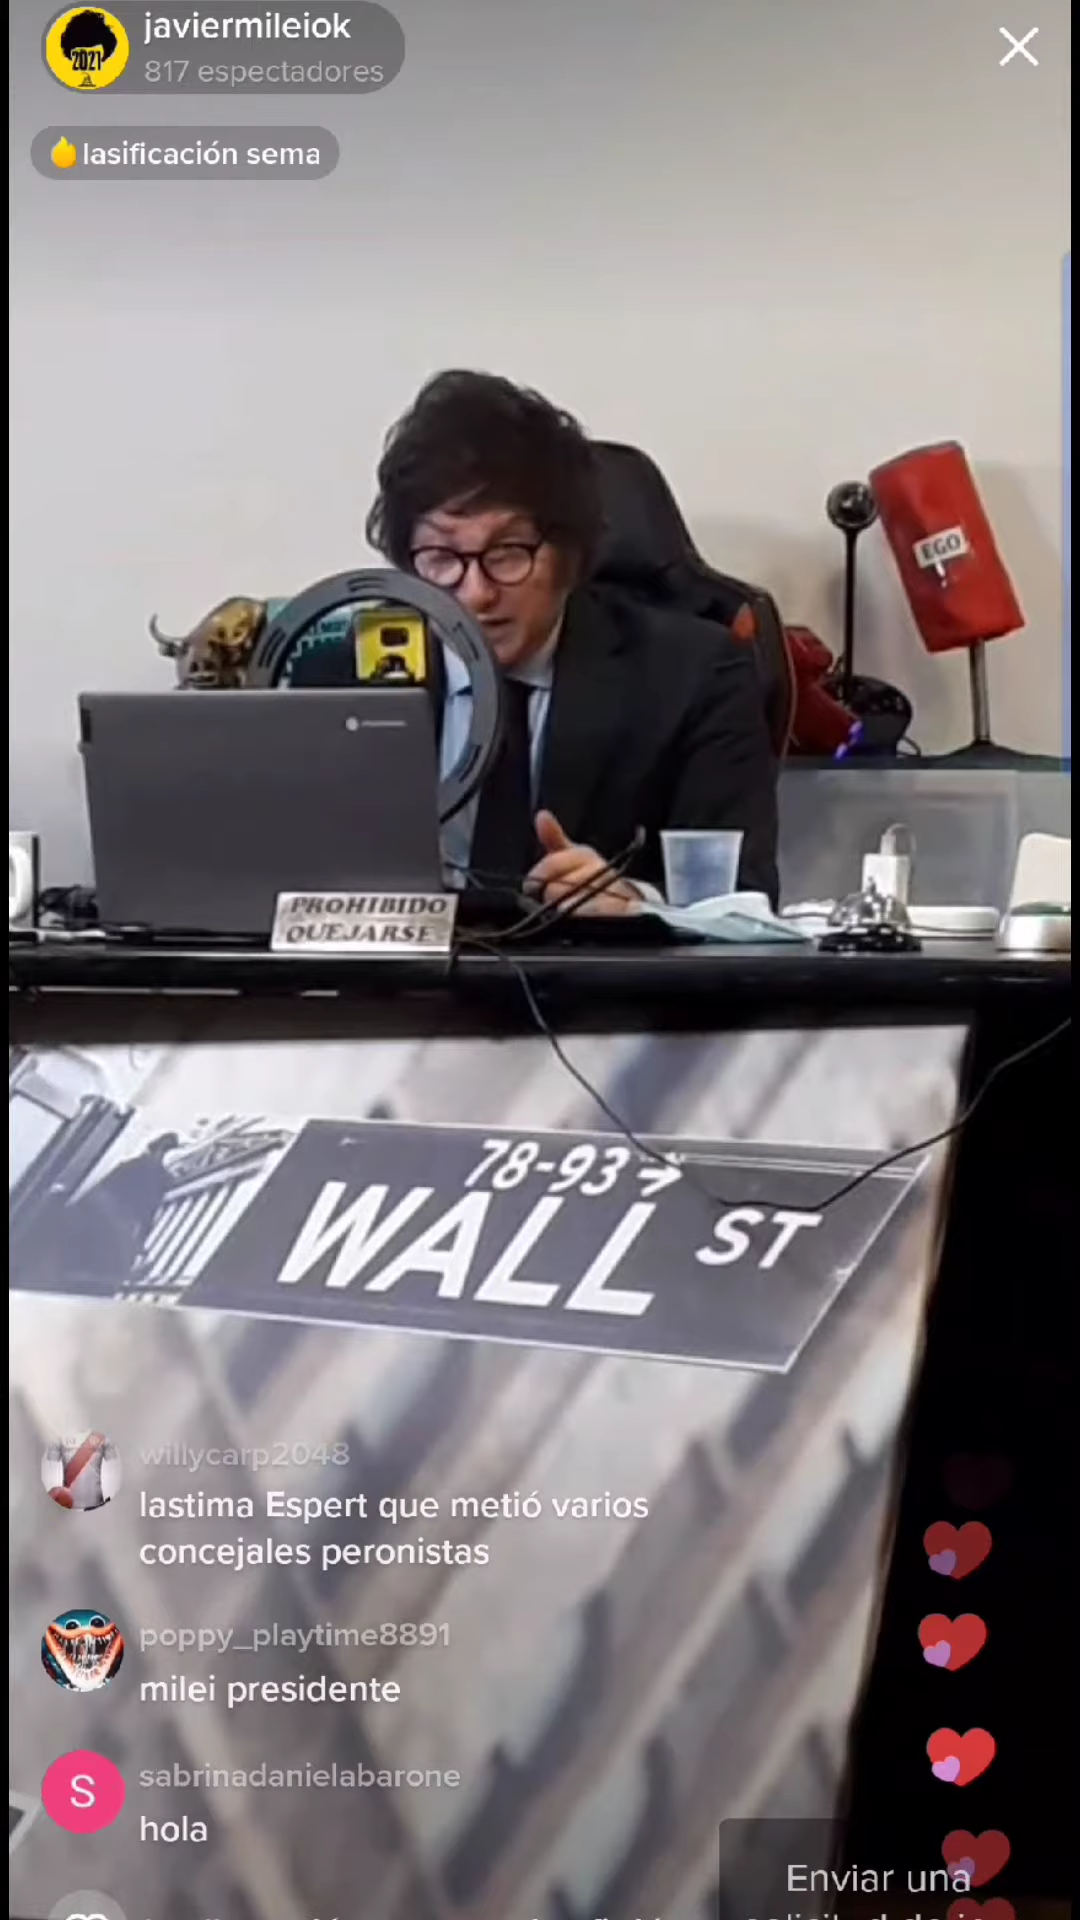 javiermileiok
817 espectadores
lasificación sema
2021
EGO
PROHIBIDO
QUEJARSE
78-93
WALL ST
willycarp2048
lastima Espert que metió varios
concejales peronistas
poppy_playtime8891
milei presidente
sabrinadanielabarone
S
hola
Enviar una